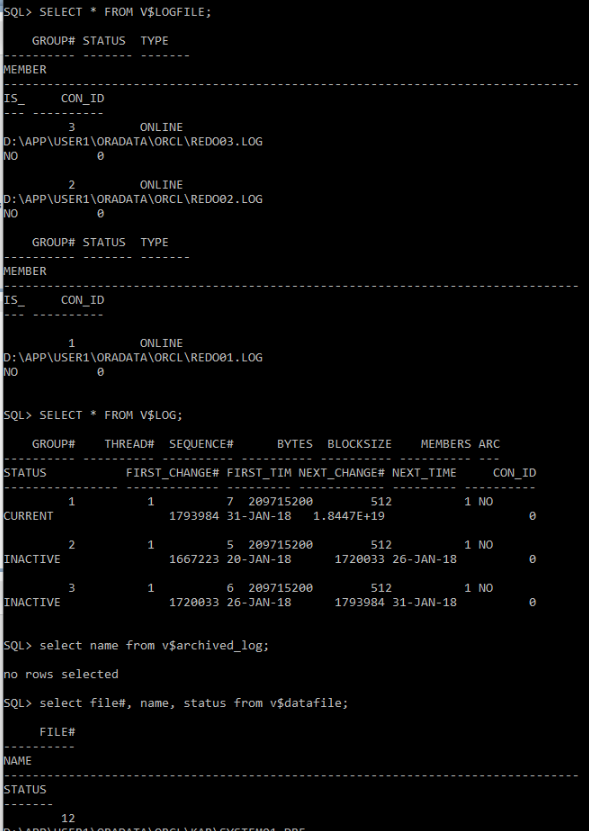 SQL> SELECT * FROM V$LOGFILE;
    GROUP# STATUS  TYPE
---------- ------- -------
MEMBER
--------------------------------------------------------------------------------
IS_     CON_ID
--- ----------
         3         ONLINE
D:\APP\USER1\ORADATA\ORCL\REDO03.LOG
NO           0
         2         ONLINE
D:\APP\USER1\ORADATA\ORCL\REDO02.LOG
NO           0
    GROUP# STATUS  TYPE
---------- ------- -------
MEMBER
--------------------------------------------------------------------------------
IS_     CON_ID
--- ----------
         1         ONLINE
D:\APP\USER1\ORADATA\ORCL\REDO01.LOG
NO           0
SQL> SELECT * FROM V$LOG;
    GROUP#    THREAD#  SEQUENCE#      BYTES  BLOCKSIZE    MEMBERS ARC
---------- ---------- ---------- ---------- ---------- ---------- ---
STATUS           FIRST_CHANGE# FIRST_TIM NEXT_CHANGE# NEXT_TIME     CON_ID
---------------- ------------- --------- ------------ --------- ----------
         1          1          7  209715200        512          1 NO
CURRENT                1793984 31-JAN-18   1.8447E+19                    0
         2          1          5  209715200        512          1 NO
INACTIVE               1667223 20-JAN-18      1720033 26-JAN-18          0
         3          1          6  209715200        512          1 NO
INACTIVE               1720033 26-JAN-18      1793984 31-JAN-18          0
SQL> select name from v$archived_log;
no rows selected
SQL> select file#, name, status from v$datafile;
     FILE#
----------
NAME
--------------------------------------------------------------------------------
STATUS
-------
        12